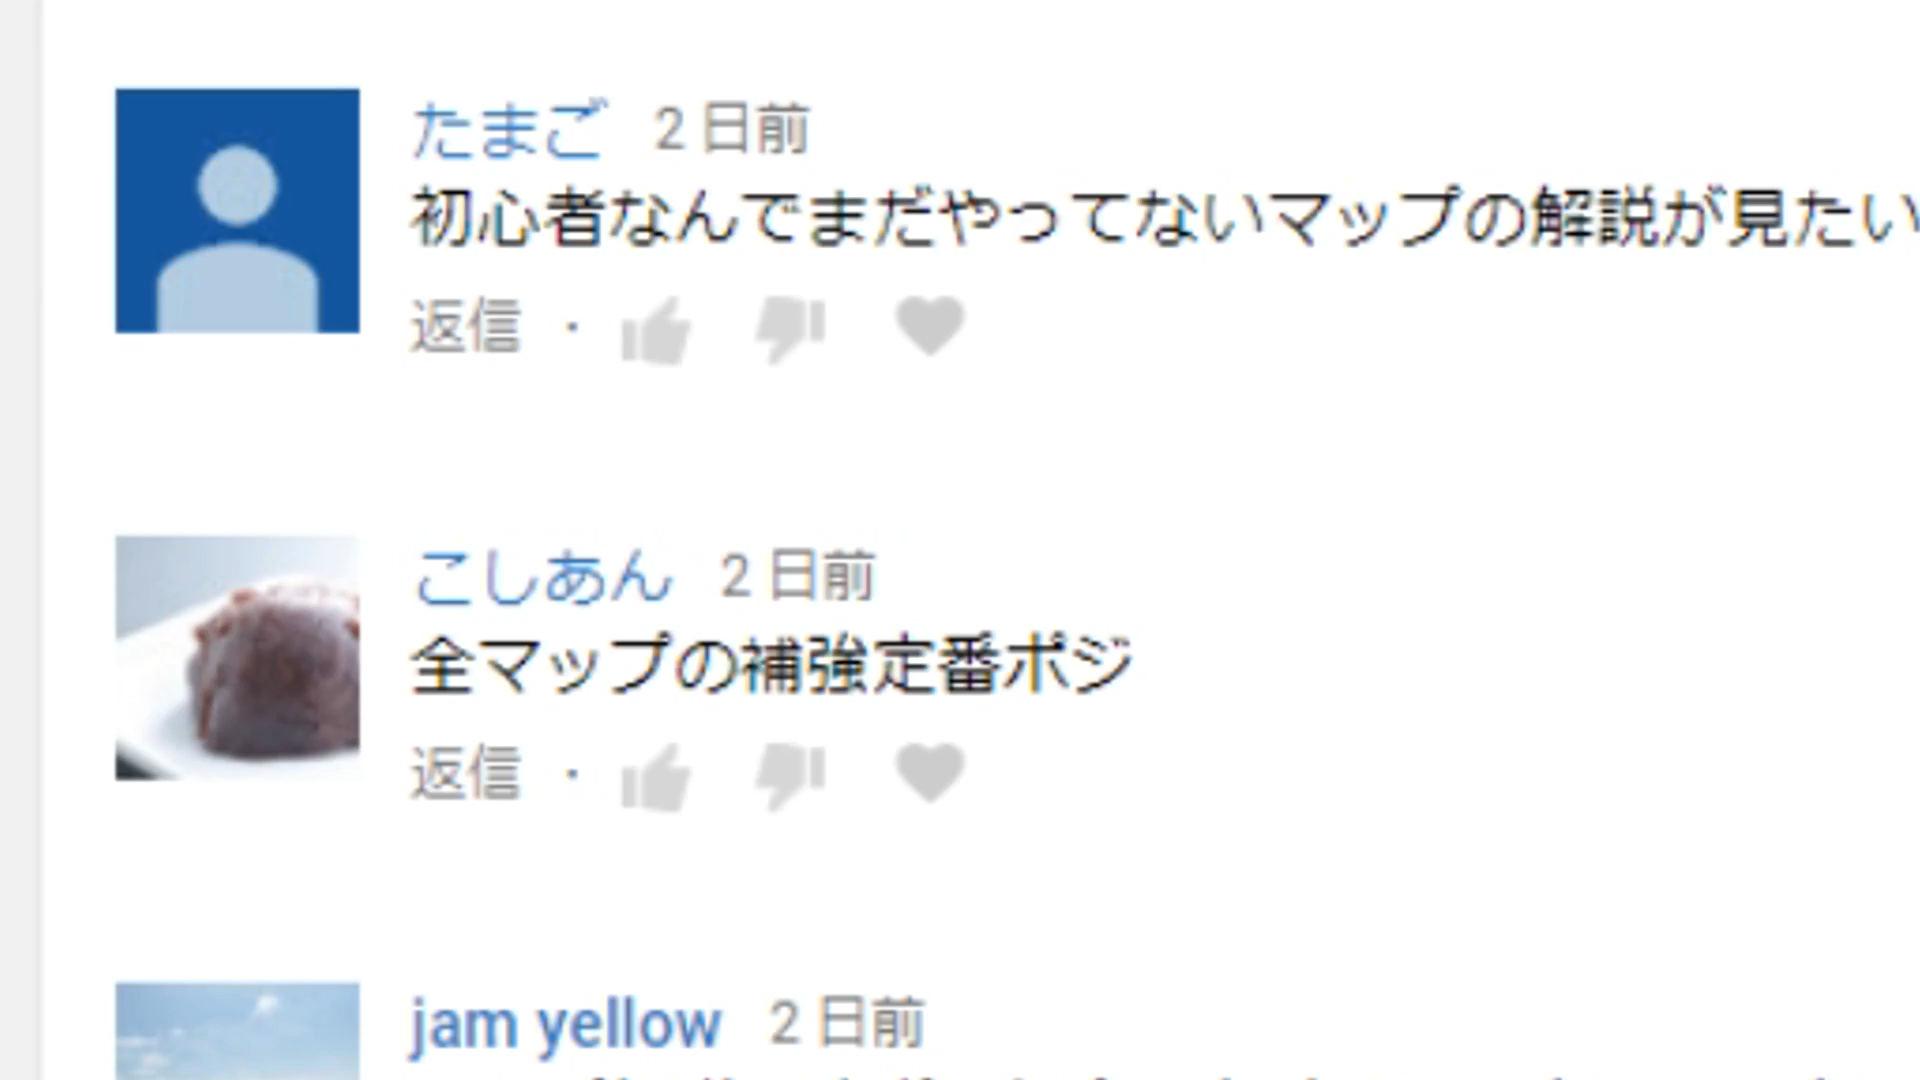 たまご 2 日前
初心者なんでまだやってないマップの解説が見たい
返信 ·
こしあん 2 日前
全マップの補強定番ポジ
返信 ·
jam yellow 2 日前